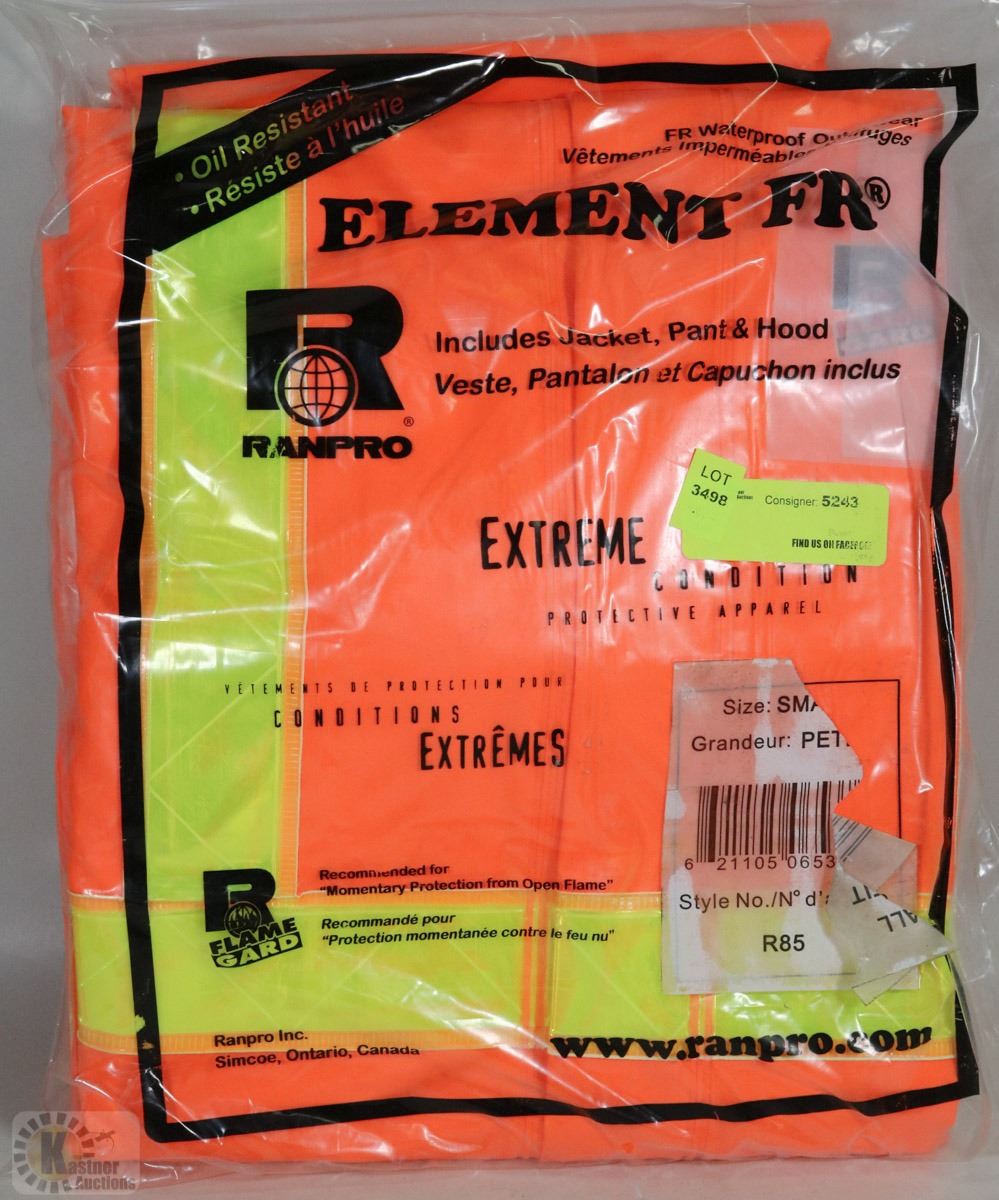 • Oil Resistant
• Résiste à l'huile
FR Waterproof
Vêtements Imperméables
ELEMENT FR®
R
RANPRO®
Includes Jacket, Pant & Hood
Veste, Pantalon et Capuchon inclus
LOT
3498
Consigner: 5243
FIND US ON FACEBOOK
EXTREME
CONDITION
PROTECTIVE APPAREL
VÊTEMENTS DE PROTECTION POUR
CONDITIONS
EXTRÊMES
Size: SMA
Grandeur: PET
6 21105 0653
Style No./N° d'
R85
ALL
TIT
R
FLAME
GARD
Recommended for
"Momentary Protection from Open Flame"
Recommandé pour
"Protection momentanée contre le feu nu"
Ranpro Inc.
Simcoe, Ontario, Canada
www.ranpro.com
Kastner
Auctions